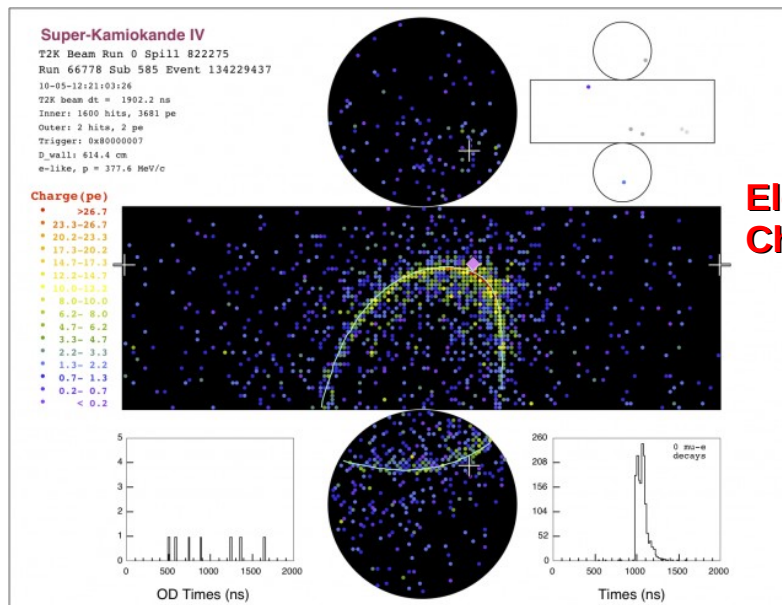 Super-Kamiokande IV
T2K Beam Run 0 Spill 822275
Run 66778 Sub 585 Event 134229437
10-05-12:21:03:26
T2K beam dt = 1902.2 ns
Inner: 1600 hits, 3681 pe
Outer: 2 hits, 2 pe
Trigger: 0x80000007
D_wall: 614.4 cm
e-like, p = 377.6 MeV/c
Charge(pe)
>26.7
23.3-26.7
20.2-23.3
17.3-20.2
14.7-17.3
12.2-14.7
10.0-12.2
8.0-10.0
6.2- 8.0
4.7- 6.2
3.3- 4.7
2.2- 3.3
1.3- 2.2
0.7- 1.3
0.2- 0.7
< 0.2
El
Ch
5
4
3
2
1
0
0 500 1000 1500 2000
OD Times (ns)
0 mu-e
decays
260
208
156
104
52
0
0 500 1000 1500 2000
Times (ns)